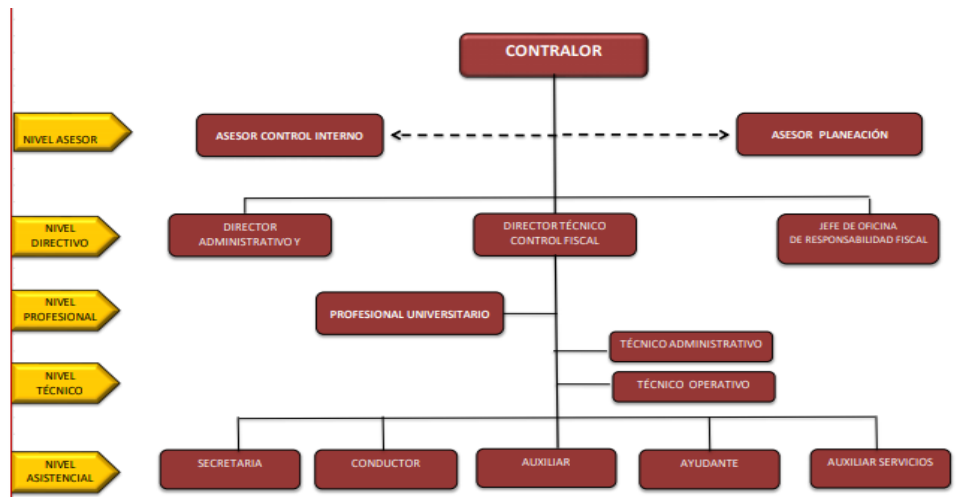 CONTRALOR
NIVEL ASESOR
ASESOR CONTROL INTERNO
ASESOR PLANEACIÓN
NIVEL
DIRECTIVO
DIRECTOR
ADMINISTRATIVO Y
DIRECTOR TÉCNICO
CONTROL FISCAL
JEFE DE OFICINA
DE RESPONSABILIDAD FISCAL
NIVEL
PROFESIONAL
PROFESIONAL UNIVERSITARIO
TÉCNICO ADMINISTRATIVO
NIVEL
TÉCNICO
TÉCNICO OPERATIVO
NIVEL
ASISTENCIAL
SECRETARIA
CONDUCTOR
AUXILIAR
AYUDANTE
AUXILIAR SERVICIOS